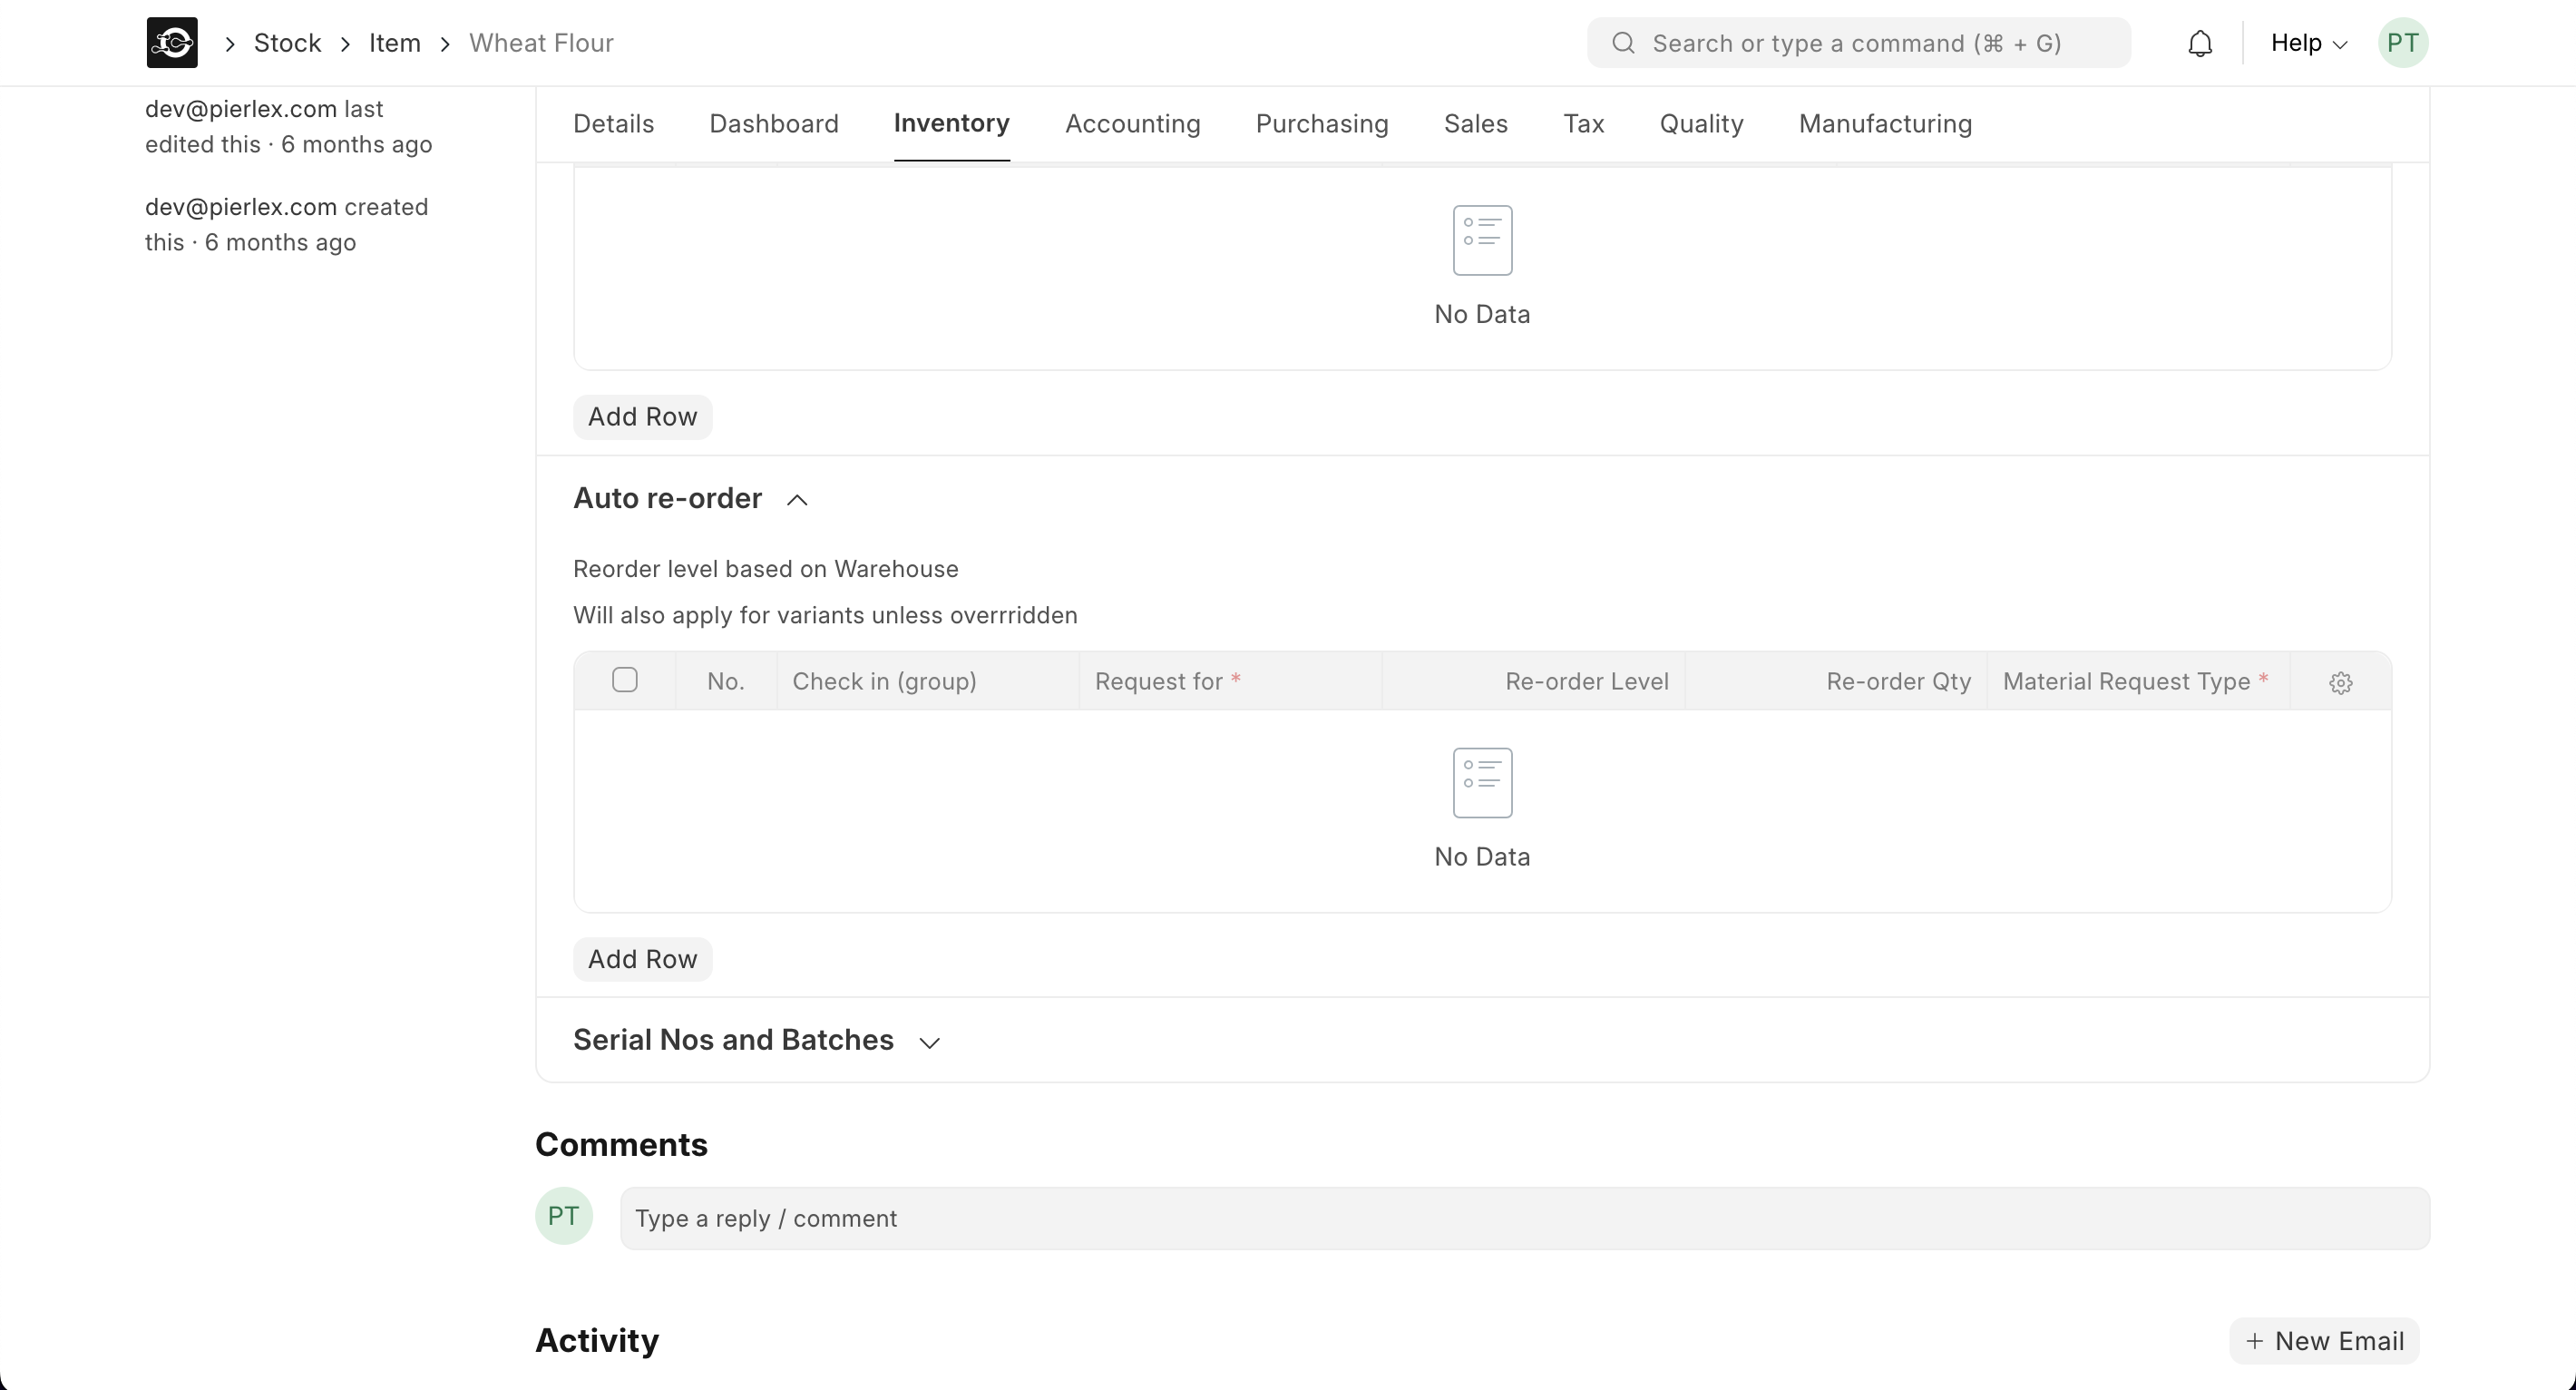 Stock
Item
Wheat Flour
Search or type a command (⌘ + G)
Help
PT
dev@pierlex.com last
edited this · 6 months ago
dev@pierlex.com created
this · 6 months ago
Details
Dashboard
Inventory
Accounting
Purchasing
Sales
Tax
Quality
Manufacturing
No Data
Add Row
Auto re-order
Reorder level based on Warehouse
Will also apply for variants unless overrridden
No.
Check in (group)
Request for *
Re-order Level
Re-order Qty
Material Request Type *
No Data
Add Row
Serial Nos and Batches
Comments
PT
Type a reply / comment
Activity
+ New Email